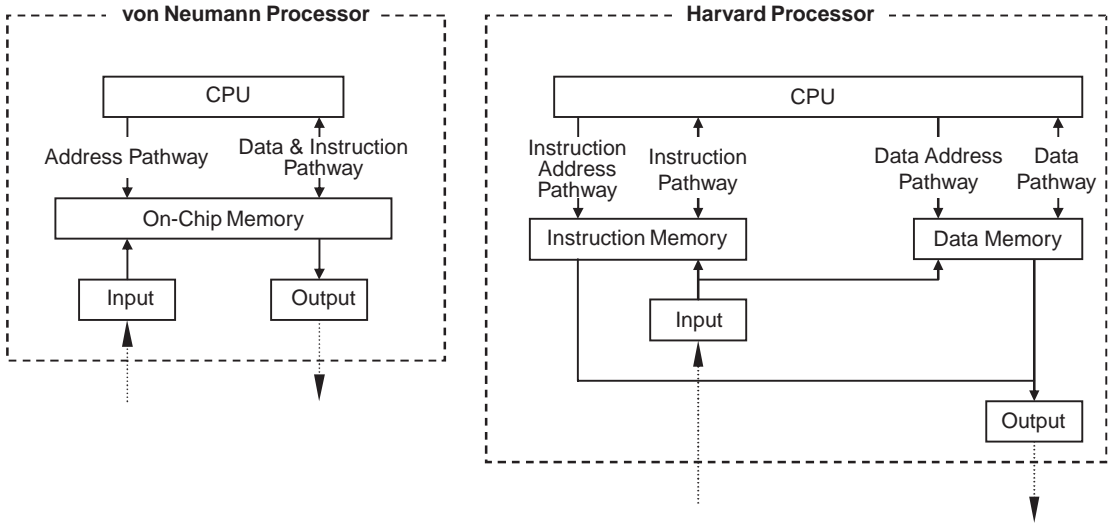 von Neumann Processor
CPU
Address Pathway
Data & Instruction
Pathway
On-Chip Memory
Input
Output
Harvard Processor
CPU
Instruction
Address
Pathway
Instruction
Pathway
Data Address
Pathway
Data
Pathway
Instruction Memory
Data Memory
Input
Output